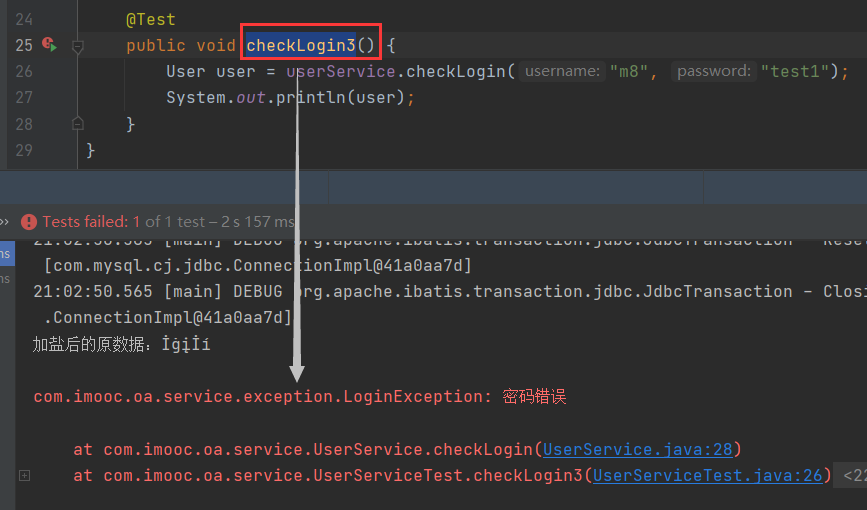 24 @Test
25 public void checkLogin3() {
26 User user = userService.checkLogin( username: "m8", password: "test1");
27 System.out.println(user);
28 }
29 }
Tests failed: 1 of 1 test – 2 s 157 ms
ms
21:02:50.565 [main] DEBUG org.apache.ibatis.transaction.jdbc.JdbcTransaction - Rese
[com.mysql.cj.jdbc.ConnectionImpl@41a0aa7d]
ms
21:02:50.565 [main] DEBUG org.apache.ibatis.transaction.jdbc.JdbcTransaction - Closi
.ConnectionImpl@41a0aa7d]
加盐后的原数据:
com.imooc.oa.service.exception.LoginException: 密码错误
at com.imooc.oa.service.UserService.checkLogin(UserService.java:28)
at com.imooc.oa.service.UserServiceTest.checkLogin3(UserServiceTest.java:26) <22